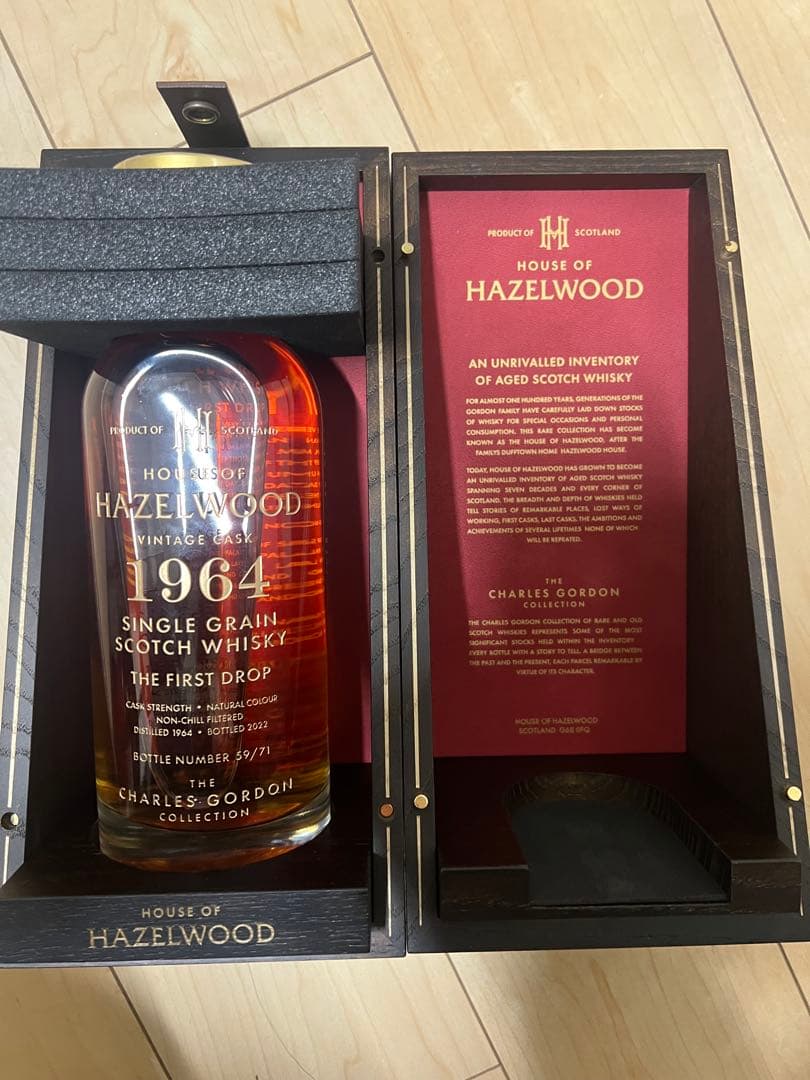 PRODUCT OF SCOTLAND
HOUSE OF
HAZELWOOD
VINTAGE CASK
1964
SINGLE GRAIN
SCOTCH WHISKY
THE FIRST DROP
CASK STRENGTH • NATURAL COLOUR
NON-CHILL FILTERED
DISTILLED 1964 • BOTTLED 2022
BOTTLE NUMBER 59/71
THE
CHARLES GORDON
COLLECTION
HOUSE OF
HAZELWOOD
PRODUCT OF H SCOTLAND
HOUSE OF
HAZELWOOD
AN UNRIVALLED INVENTORY
OF AGED SCOTCH WHISKY
FOR ALMOST ONE HUNDRED YEARS, GENERATIONS OF THE
GORDON FAMILY HAVE CAREFULLY LAID DOWN STOCKS
OF WHISKY FOR SPECIAL OCCASIONS AND PERSONAL
CONSUMPTION. THIS RARE COLLECTION HAS BECOME
KNOWN AS THE HOUSE OF HAZELWOOD, AFTER THE
FAMILYS DUFFTOWN HOME HAZELWOOD HOUSE.
TODAY, HOUSE OF HAZELWOOD HAS GROWN TO BECOME
AN UNRIVALLED INVENTORY OF AGED SCOTCH WHISKY
SPANNING SEVEN DECADES AND EVERY CORNER OF
SCOTLAND. THE BREADTH AND DEPTH OF WHISKIES HELD
TELL STORIES OF REMARKABLE PLACES, LOST WAYS OF
WORKING, FIRST CASKS, LAST CASKS, THE AMBITIONS AND
ACHIEVEMENTS OF SEVERAL LIFETIMES NONE OF WHICH
WILL BE REPEATED.
THE
CHARLES GORDON
COLLECTION
THE CHARLES GORDON COLLECTION OF RARE AND OLD
SCOTCH WHISKIES REPRESENTS SOME OF THE MOST
SIGNIFICANT STOCKS HELD WITHIN THE INVENTORY
EVERY BOTTLE WITH A STORY TO TELL. A BRIDGE BETWEEN
THE PAST AND THE PRESENT, EACH PARCEL REMARKABLE BY
VIRTUE OF ITS CHARACTER.
HOUSE OF HAZELWOOD
SCOTLAND G46 6FQ